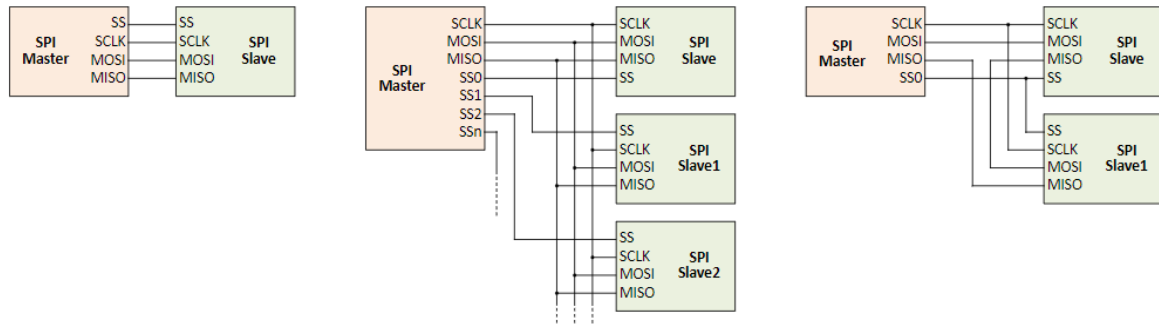 SS
SCLK
MOSI
MISO
SPI
Master
SS
SCLK
MOSI
MISO
SPI
Slave
SPI
Master
SCLK
MOSI
MISO
SS0
SS1
SS2
SSn
SCLK
MOSI
MISO
SS
SPI
Slave
SS
SCLK
MOSI
MISO
SPI
Slave1
SS
SCLK
MOSI
MISO
SPI
Slave2
SPI
Master
SCLK
MOSI
MISO
SS0
SCLK
MOSI
MISO
SS
SPI
Slave
SS
SCLK
MOSI
MISO
SPI
Slave1